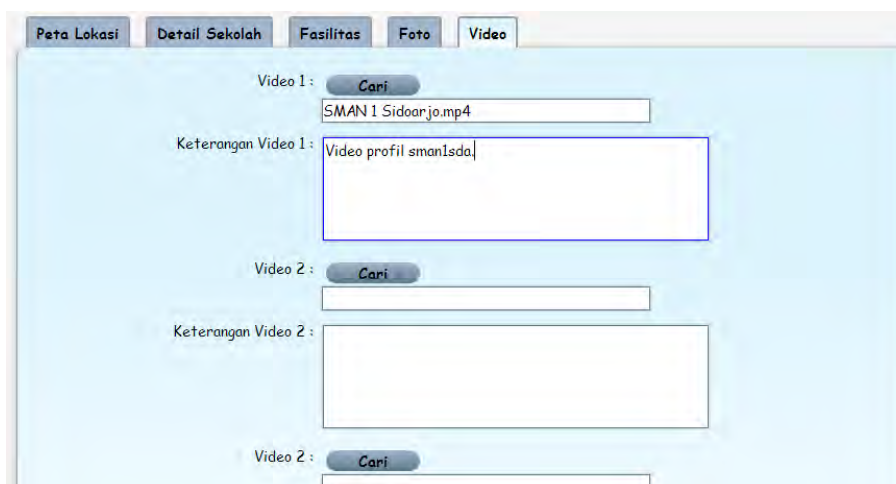 Peta Lokasi Detail Sekolah Fasilitas Foto Video
Video 1 : Cari
SMAN 1 Sidoarjo.mp4
Keterangan Video 1 : Video profil sman1sda.
Video 2 : Cari
Keterangan Video 2 :
Video 2 : Cari